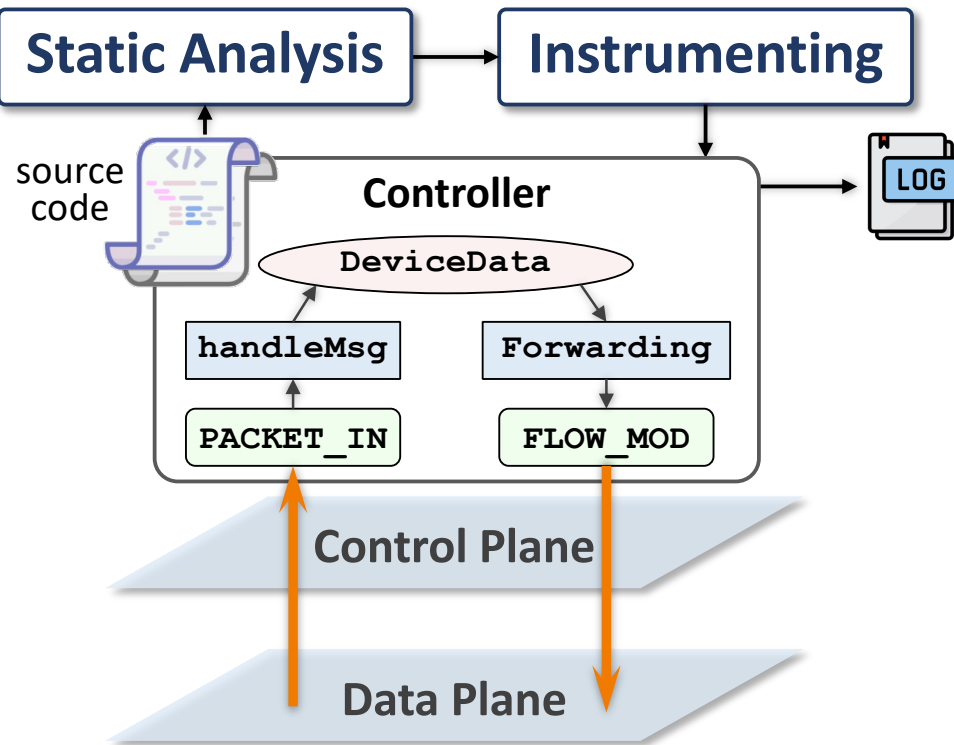 Static Analysis
Instrumenting
source
code
</>
Controller
LOG
DeviceData
handleMsg
Forwarding
PACKET_IN
FLOW_MOD
Control Plane
Data Plane